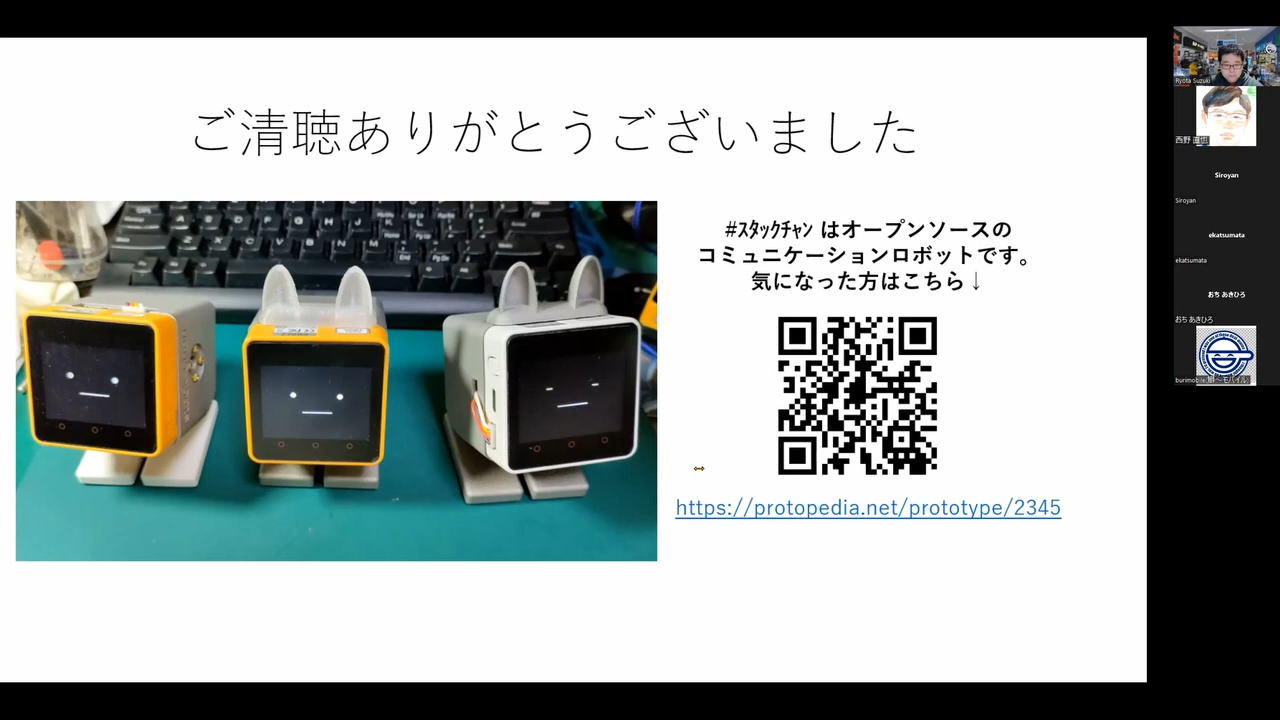 ご清聴ありがとうございました
#ｽﾀｯｸﾁｬﾝ はオープンソースの
コミュニケーションロボットです。
気になった方はこちら↓
https://protopedia.net/prototype/2345
Ryota Suzuki
西野 直也
Siroyan
Siroyan
ekatsumata
ekatsumata
おち あきひろ
おち あきひろ